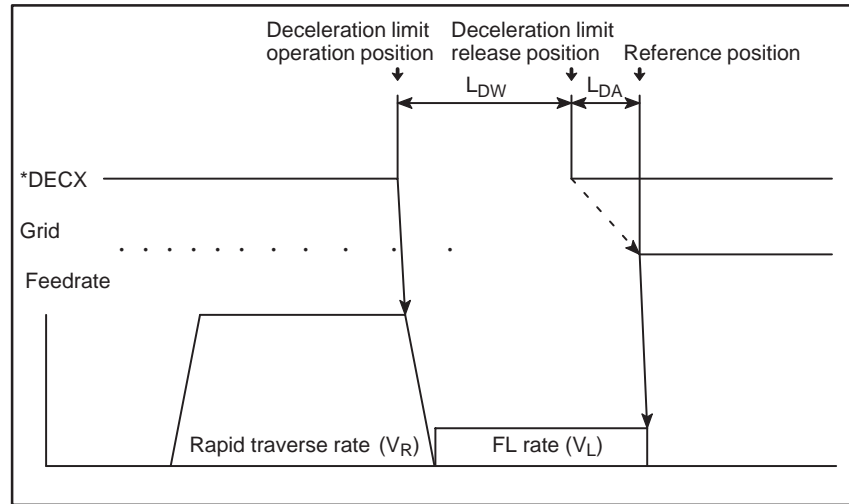 Deceleration limit
operation position
Deceleration limit
release position
Reference position
LDW
LDA
*DECX
Grid
Feedrate
Rapid traverse rate (VR)
FL rate (VL)